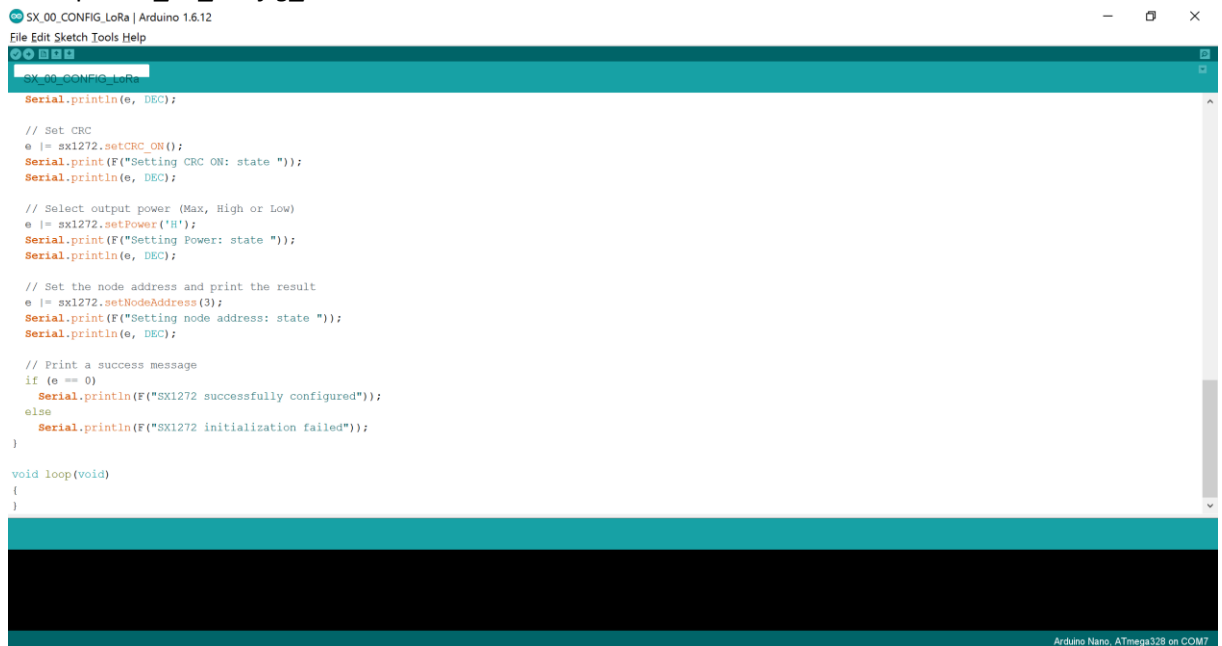 SX_00_CONFIG_LoRa | Arduino 1.6.12
File Edit Sketch Tools Help
SX_00_CONFIG_LoRa
Serial.println(e, DEC);
// Set CRC
e |= sx1272.setCRC_ON();
Serial.print(F("Setting CRC ON: state "));
Serial.println(e, DEC);
// Select output power (Max, High or Low)
e |= sx1272.setPower('H');
Serial.print(F("Setting Power: state "));
Serial.println(e, DEC);
// Set the node address and print the result
e |= sx1272.setNodeAddress(3);
Serial.print(F("Setting node address: state "));
Serial.println(e, DEC);
// Print a success message
if (e == 0)
Serial.println(F("SX1272 successfully configured"));
else
Serial.println(F("SX1272 initialization failed"));
}
void loop(void)
{
}
Arduino Nano, ATmega328 on COM7